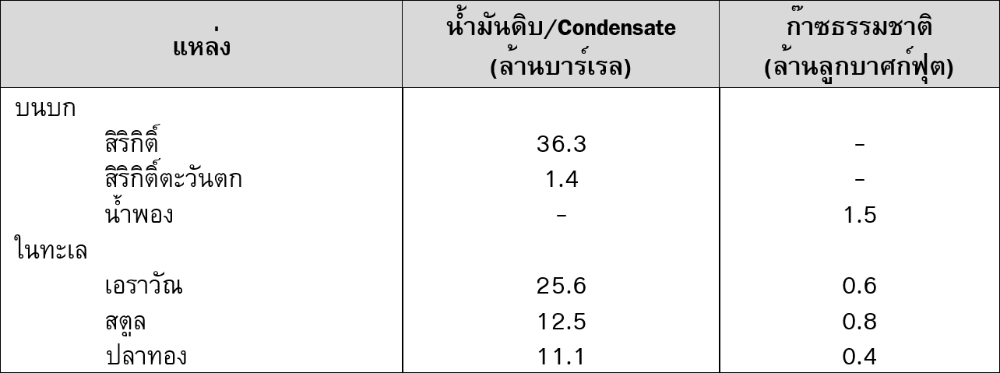 แหล่ง น้ำมันดิบ/Condensate (ล้านบาร์เรล) ก๊าซธรรมชาติ (ล้านลูกบาศก์ฟุต)
บนบก
สิริกิติ์ 36.3 –
สิริกิติ์ตะวันตก 1.4 –
น้ำพอง – 1.5
ในทะเล
เอราวัณ 25.6 0.6
สตูล 12.5 0.8
ปลาทอง 11.1 0.4